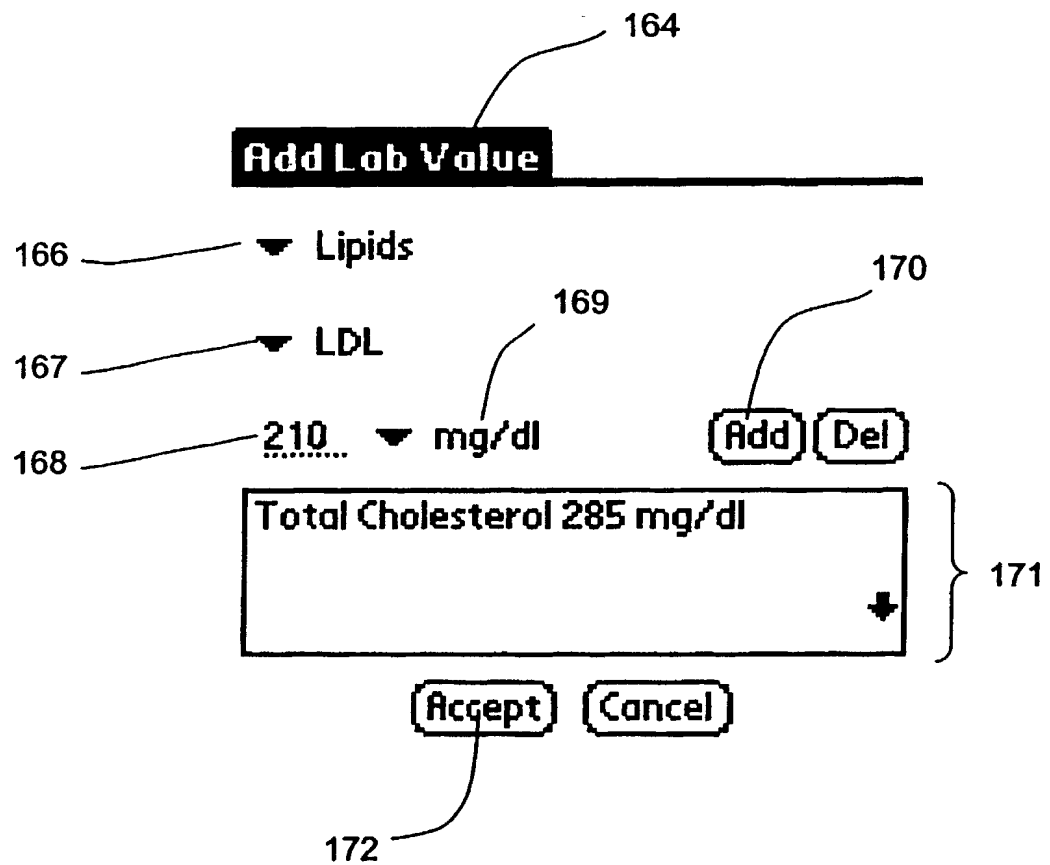 164
Add Lab Value
166 Lipids
170
169
167 LDL
168 210 mg/dl Add Del
Total Cholesterol 285 mg/dl
171
Accept Cancel
172